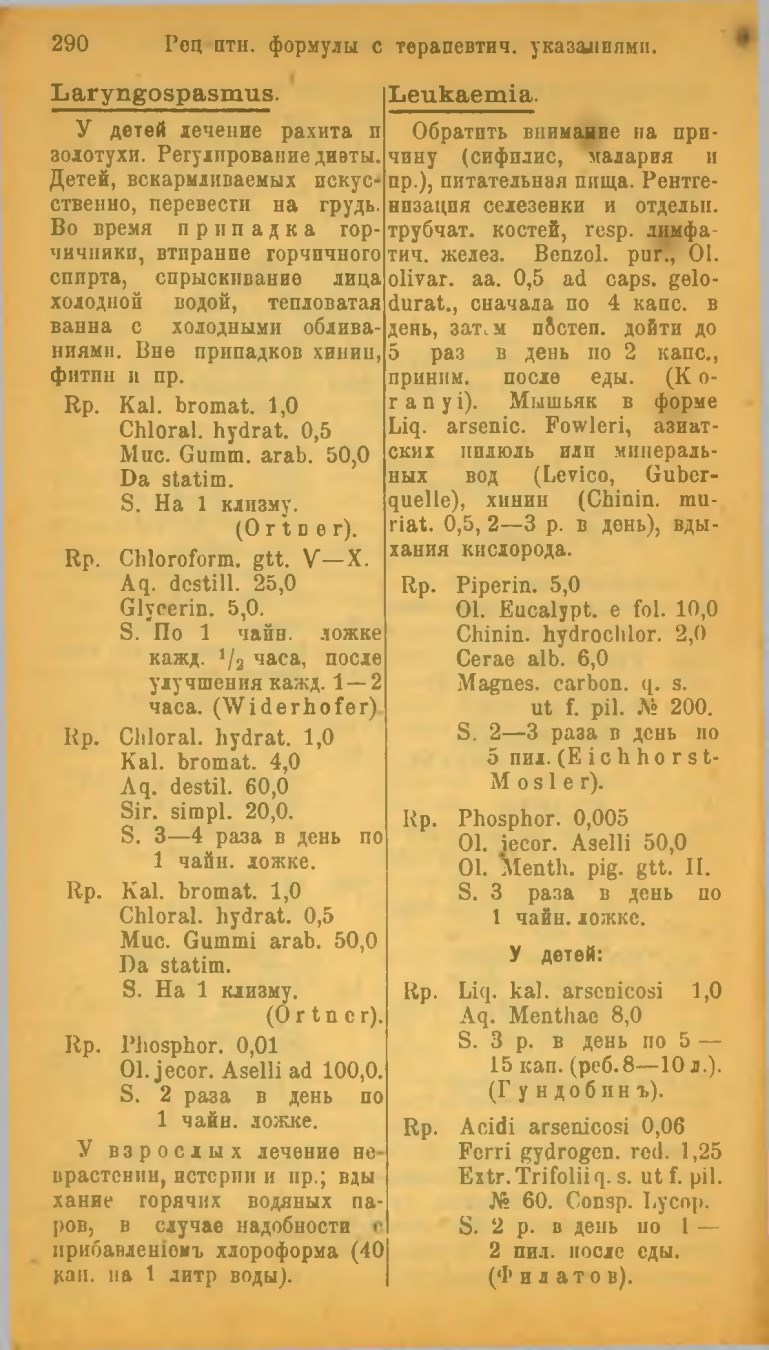 290 Рец птн. формулы с терапевтич. указаниями.
Laryngospasmus.
У детей лечение рахита и
золотухи. Регулирование диэты.
Детей, вскармливаемых искус-
ственно, перевести на грудь.
Во время припадка гор-
чичники, втирание горчичного
спирта, спрыскивание лица
холодной водой, тепловатая
ванна с холодными облива-
ниями. Вне припадков хинин,
фитин и пр.
Rp. Kal. bromat. 1,0
Chloral. hydrat. 0,5
Muc. Gumm. arab. 50,0
Da statim.
S. На 1 клизму.
(Ortner).
Rp. Chloroform. gtt. V—X.
Aq. destill. 25,0
Glycerin. 5,0.
S. По 1 чайн. ложке
кажд. 1/2 часа, после
улучшения кажд. 1—2
часа. (Widerhofer)
Rp. Chloral. hydrat. 1,0
Kal. bromat. 4,0
Aq. destil. 60,0
Sir. simpl. 20,0.
S. 3—4 раза в день по
1 чайн. ложке.
Rp. Kal. bromat. 1,0
Chloral. hydrat. 0,5
Muc. Gummi arab. 50,0
Da statim.
S. На 1 клизму.
(Ortner).
Rp. Phosphor. 0,01
Ol. jecor. Aselli ad 100,0.
S. 2 раза в день по
1 чайн. ложке.
У взрослых лечение не-
врастении, истерии и пр.; вды
хание горячих водяных па-
ров, в случае надобности с
прибавленіемъ хлороформа (40
кап. на 1 литр воды).
Leukaemia.
Обратить внимание на при-
чину (сифилис, малария и
пр.), питательная пища. Рентге-
низация селезенки и отдельн.
трубчат. костей, resp. лимфа-
тич. желез. Benzol. pur., Ol.
olivar. aa. 0,5 ad caps. gelo-
durat., сначала по 4 капс. в
день, затем постеп. дойти до
5 раз в день по 2 капс.,
приним. после еды. (Ko-
ranyi). Мышьяк в форме
Liq. arsenic. Fowleri, азиат-
ских пилюль или минераль-
ных вод (Levico, Guber-
quelle), хинин (Chinin. mu-
riat. 0,5, 2—3 р. в день), вды-
хания кислорода.
Rp. Piperin. 5,0
Ol. Eucalypt. e fol. 10,0
Chinin. hydrochlor. 2,0
Cerae alb. 6,0
Magnes. carbon. q. s.
ut f. pil. № 200.
S. 2—3 раза в день по
5 пил. (Eichhorst-
Mosler).
Rp. Phosphor. 0,005
Ol. jecor. Aselli 50,0
Ol. Menth. pig. gtt. II.
S. 3 раза в день по
1 чайн. ложке.
У детей:
Rp. Liq. kal. arsenicosi 1,0
Aq. Menthae 8,0
S. 3 р. в день по 5 —
15 кап. (реб. 8—10 л.).
(Гундобинъ).
Rp. Acidi arsenicosi 0,06
Ferri gydrogen. red. 1,25
Extr. Trifolii q. s. ut f. pil.
№ 60. Consp. Lycop.
S. 2 р. в день по 1 —
2 пил. после еды.
(Филатов).